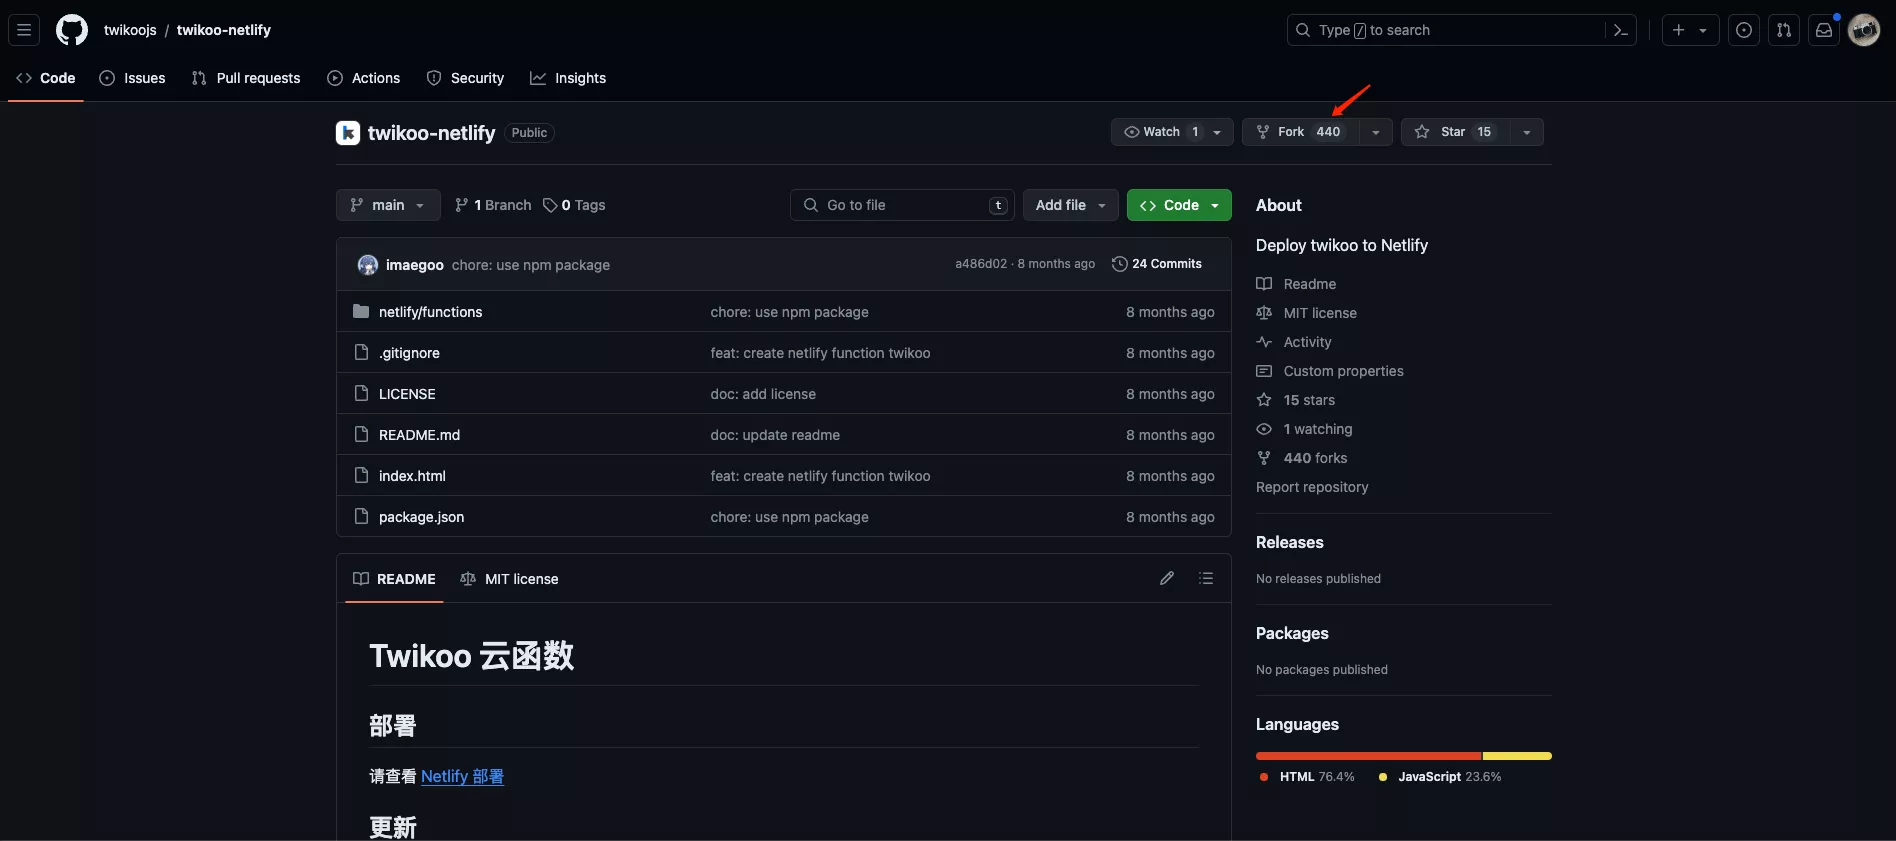 twikoojs / twikoo-netlify
Type / to search
Code Issues Pull requests Actions Security Insights
twikoo-netlify Public
Watch 1 Fork 440 Star 15
main 1 Branch 0 Tags Go to file t Add file Code
imaegoo chore: use npm package a486d02 · 8 months ago 24 Commits
netlify/functions chore: use npm package 8 months ago
.gitignore feat: create netlify function twikoo 8 months ago
LICENSE doc: add license 8 months ago
README.md doc: update readme 8 months ago
index.html feat: create netlify function twikoo 8 months ago
package.json chore: use npm package 8 months ago
README MIT license
Twikoo 云函数
部署
请查看 Netlify 部署
更新
About
Deploy twikoo to Netlify
Readme
MIT license
Activity
Custom properties
15 stars
1 watching
440 forks
Report repository
Releases
No releases published
Packages
No packages published
Languages
HTML 76.4% JavaScript 23.6%